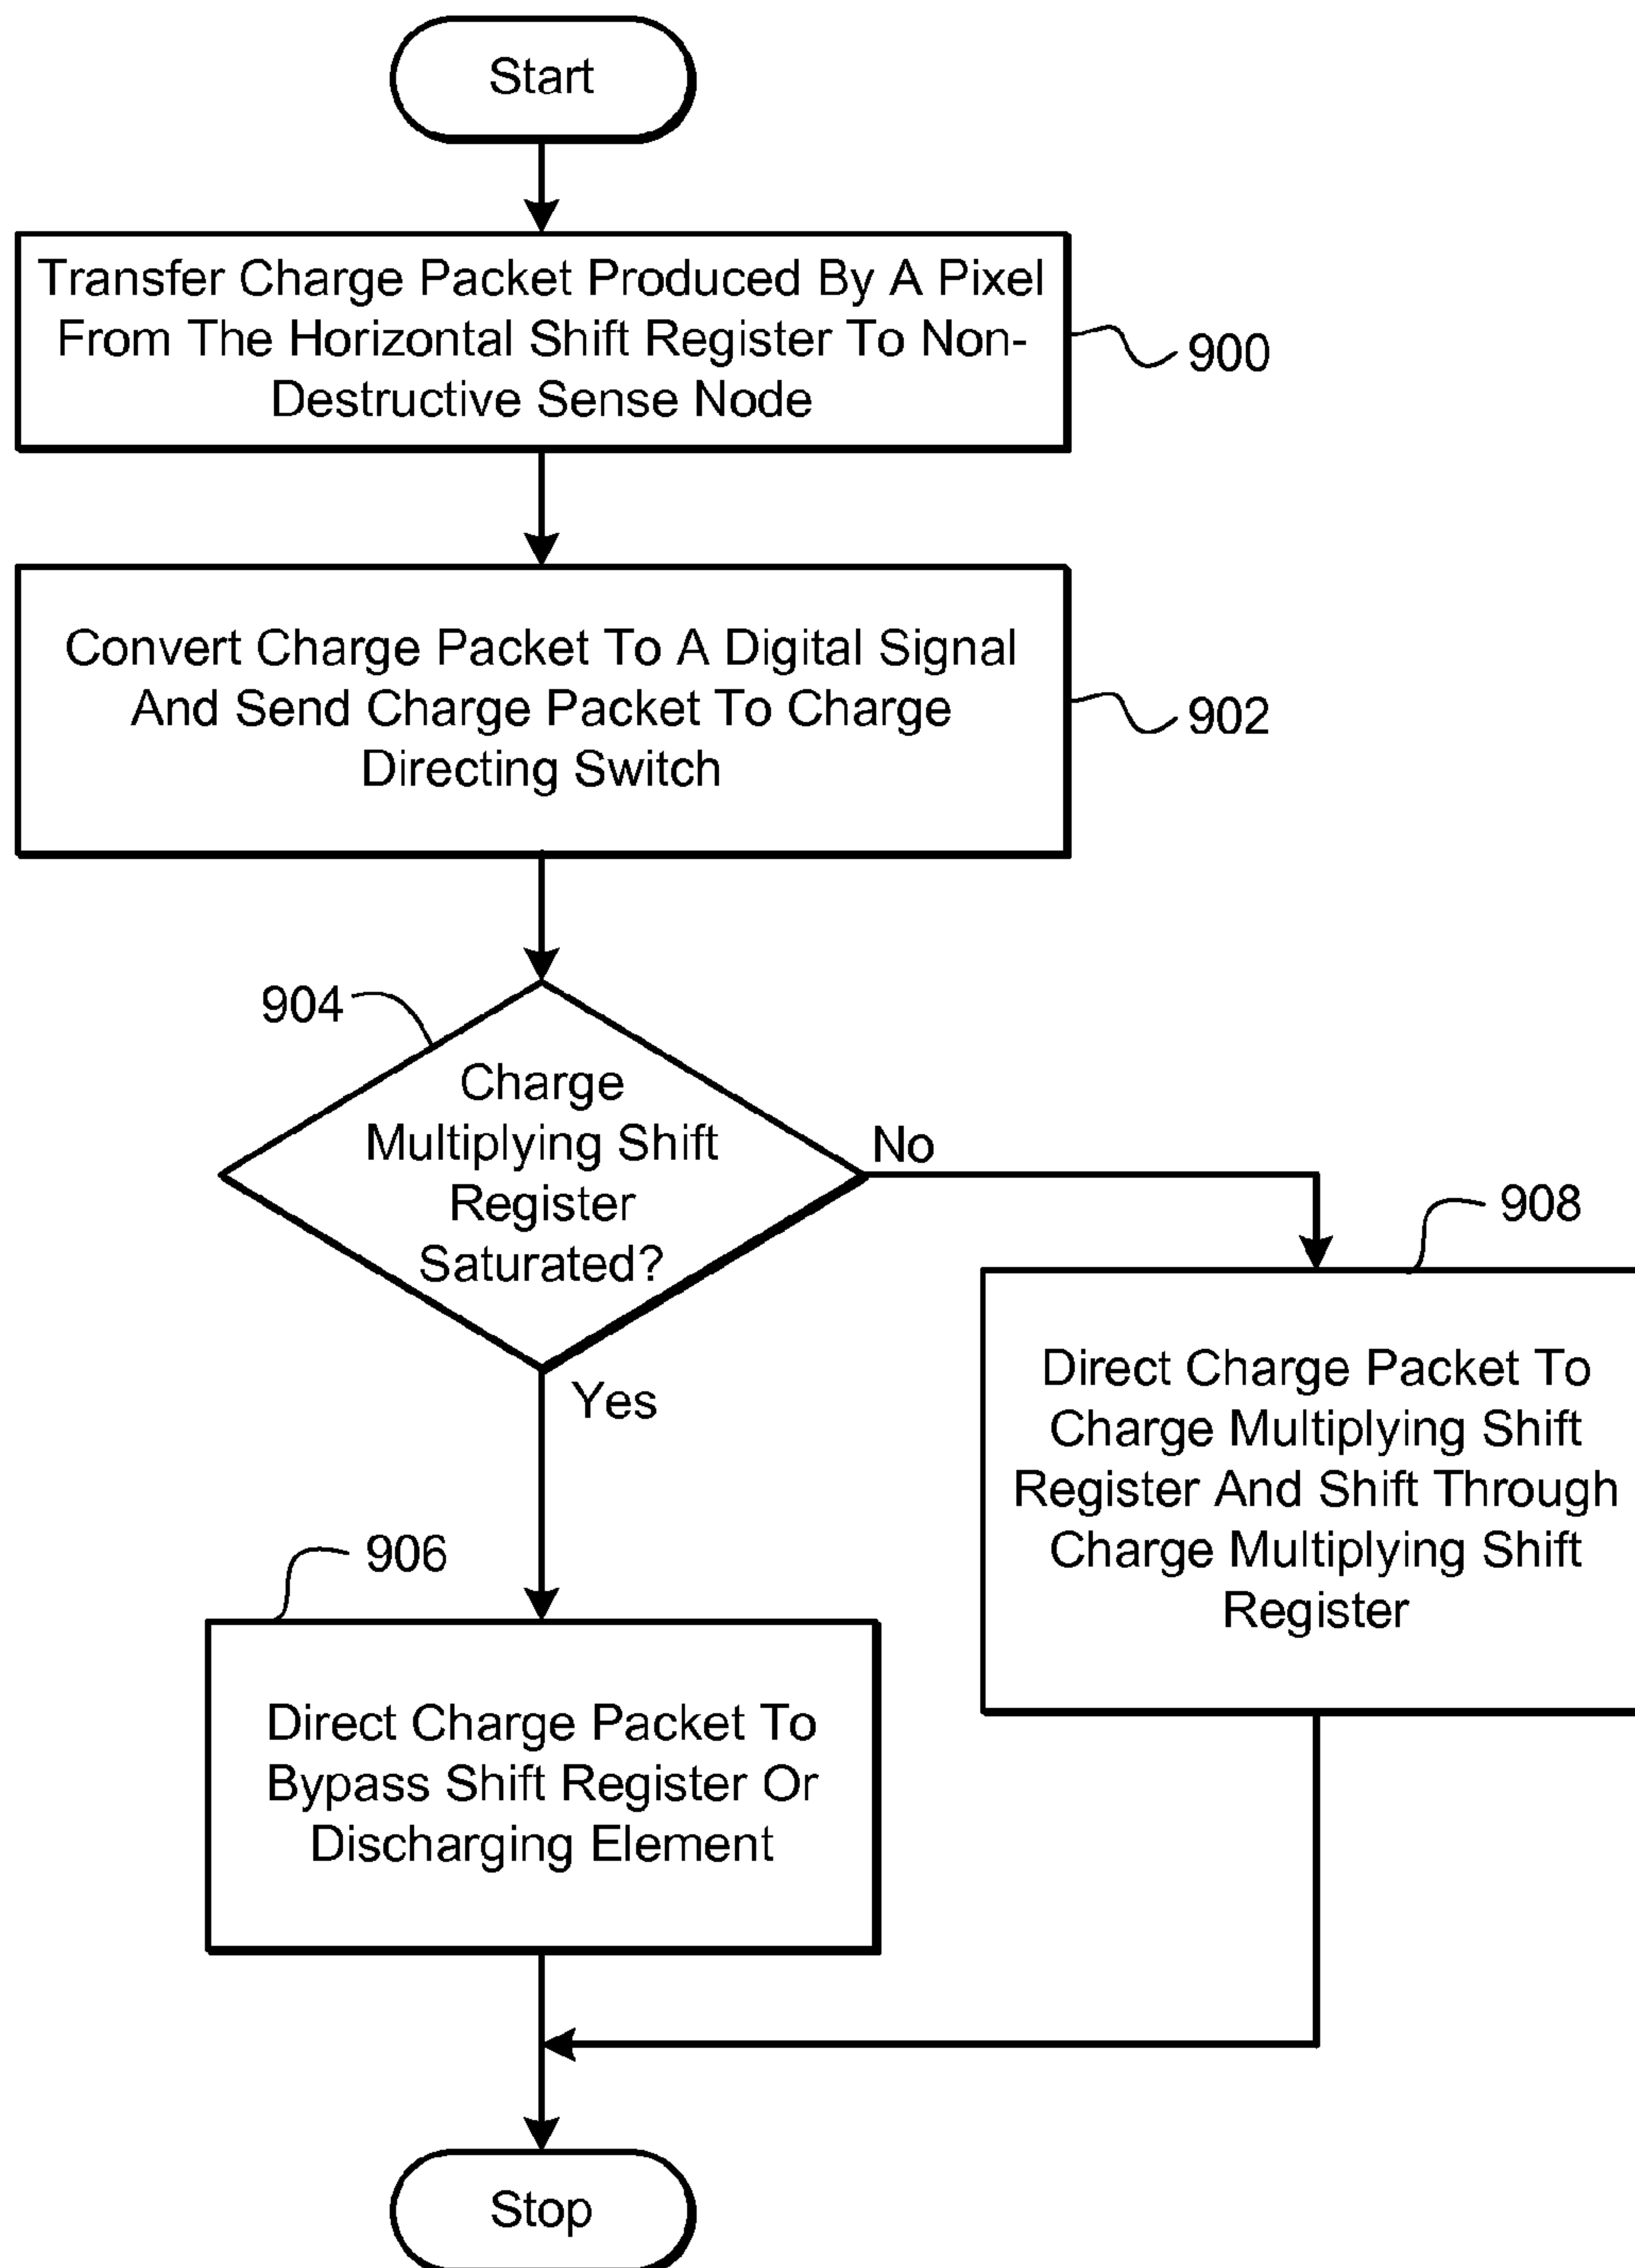 Start
Transfer Charge Packet Produced By A Pixel
From The Horizontal Shift Register To Non-
Destructive Sense Node
900
Convert Charge Packet To A Digital Signal
And Send Charge Packet To Charge
Directing Switch
902
904
Charge
Multiplying Shift
Register
Saturated?
No
Yes
908
Direct Charge Packet To
Charge Multiplying Shift
Register And Shift Through
Charge Multiplying Shift
Register
906
Direct Charge Packet To
Bypass Shift Register Or
Discharging Element
Stop